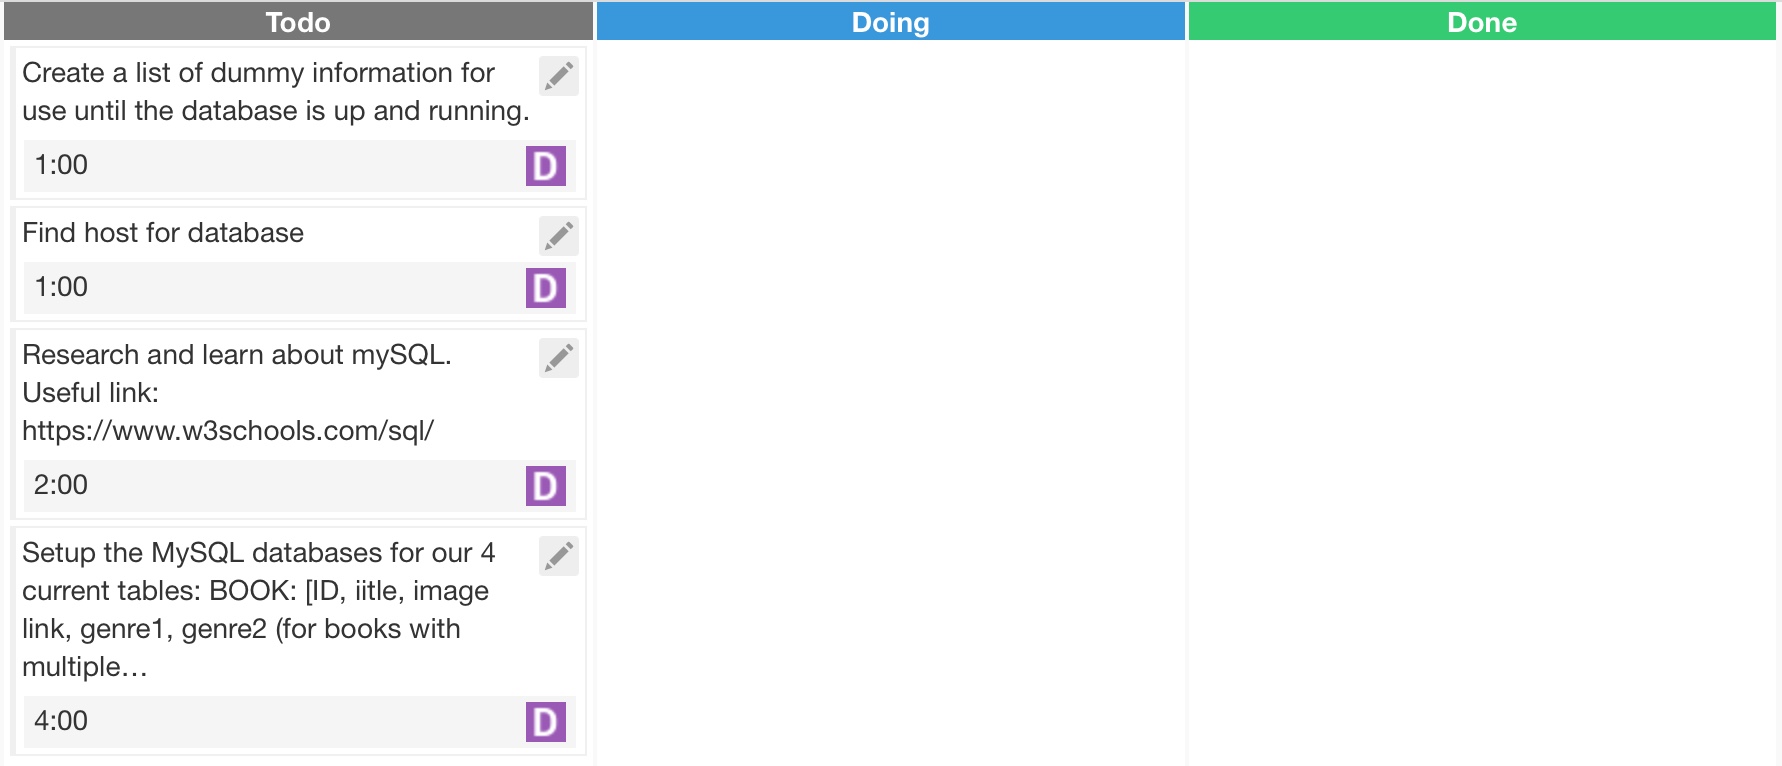 Todo
Doing
Done
Create a list of dummy information for
use until the database is up and running.
1:00
D
Find host for database
1:00
D
Research and learn about mySQL.
Useful link:
https://www.w3schools.com/sql/
2:00
D
Setup the MySQL databases for our 4
current tables: BOOK: [ID, iitle, image
link, genre1, genre2 (for books with
multiple…
4:00
D